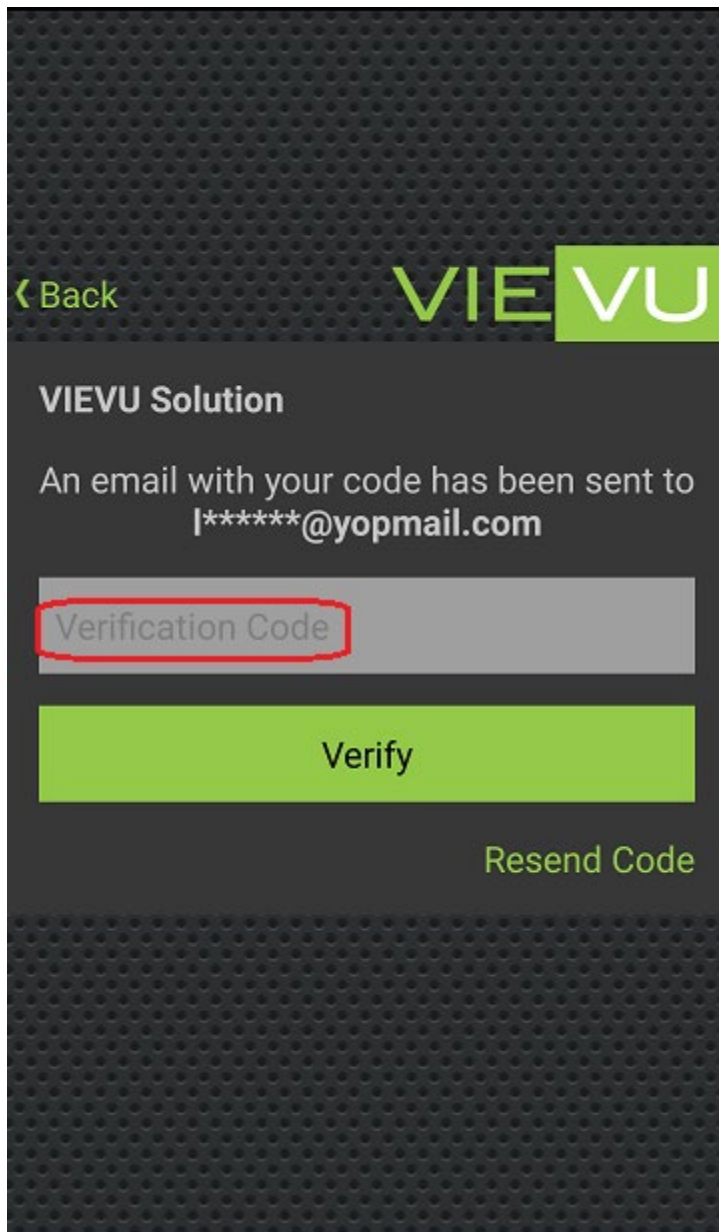 Back
VIEVU
VIEVU Solution
An email with your code has been sent to
l******@yopmail.com
Verification Code
Verify
Resend Code